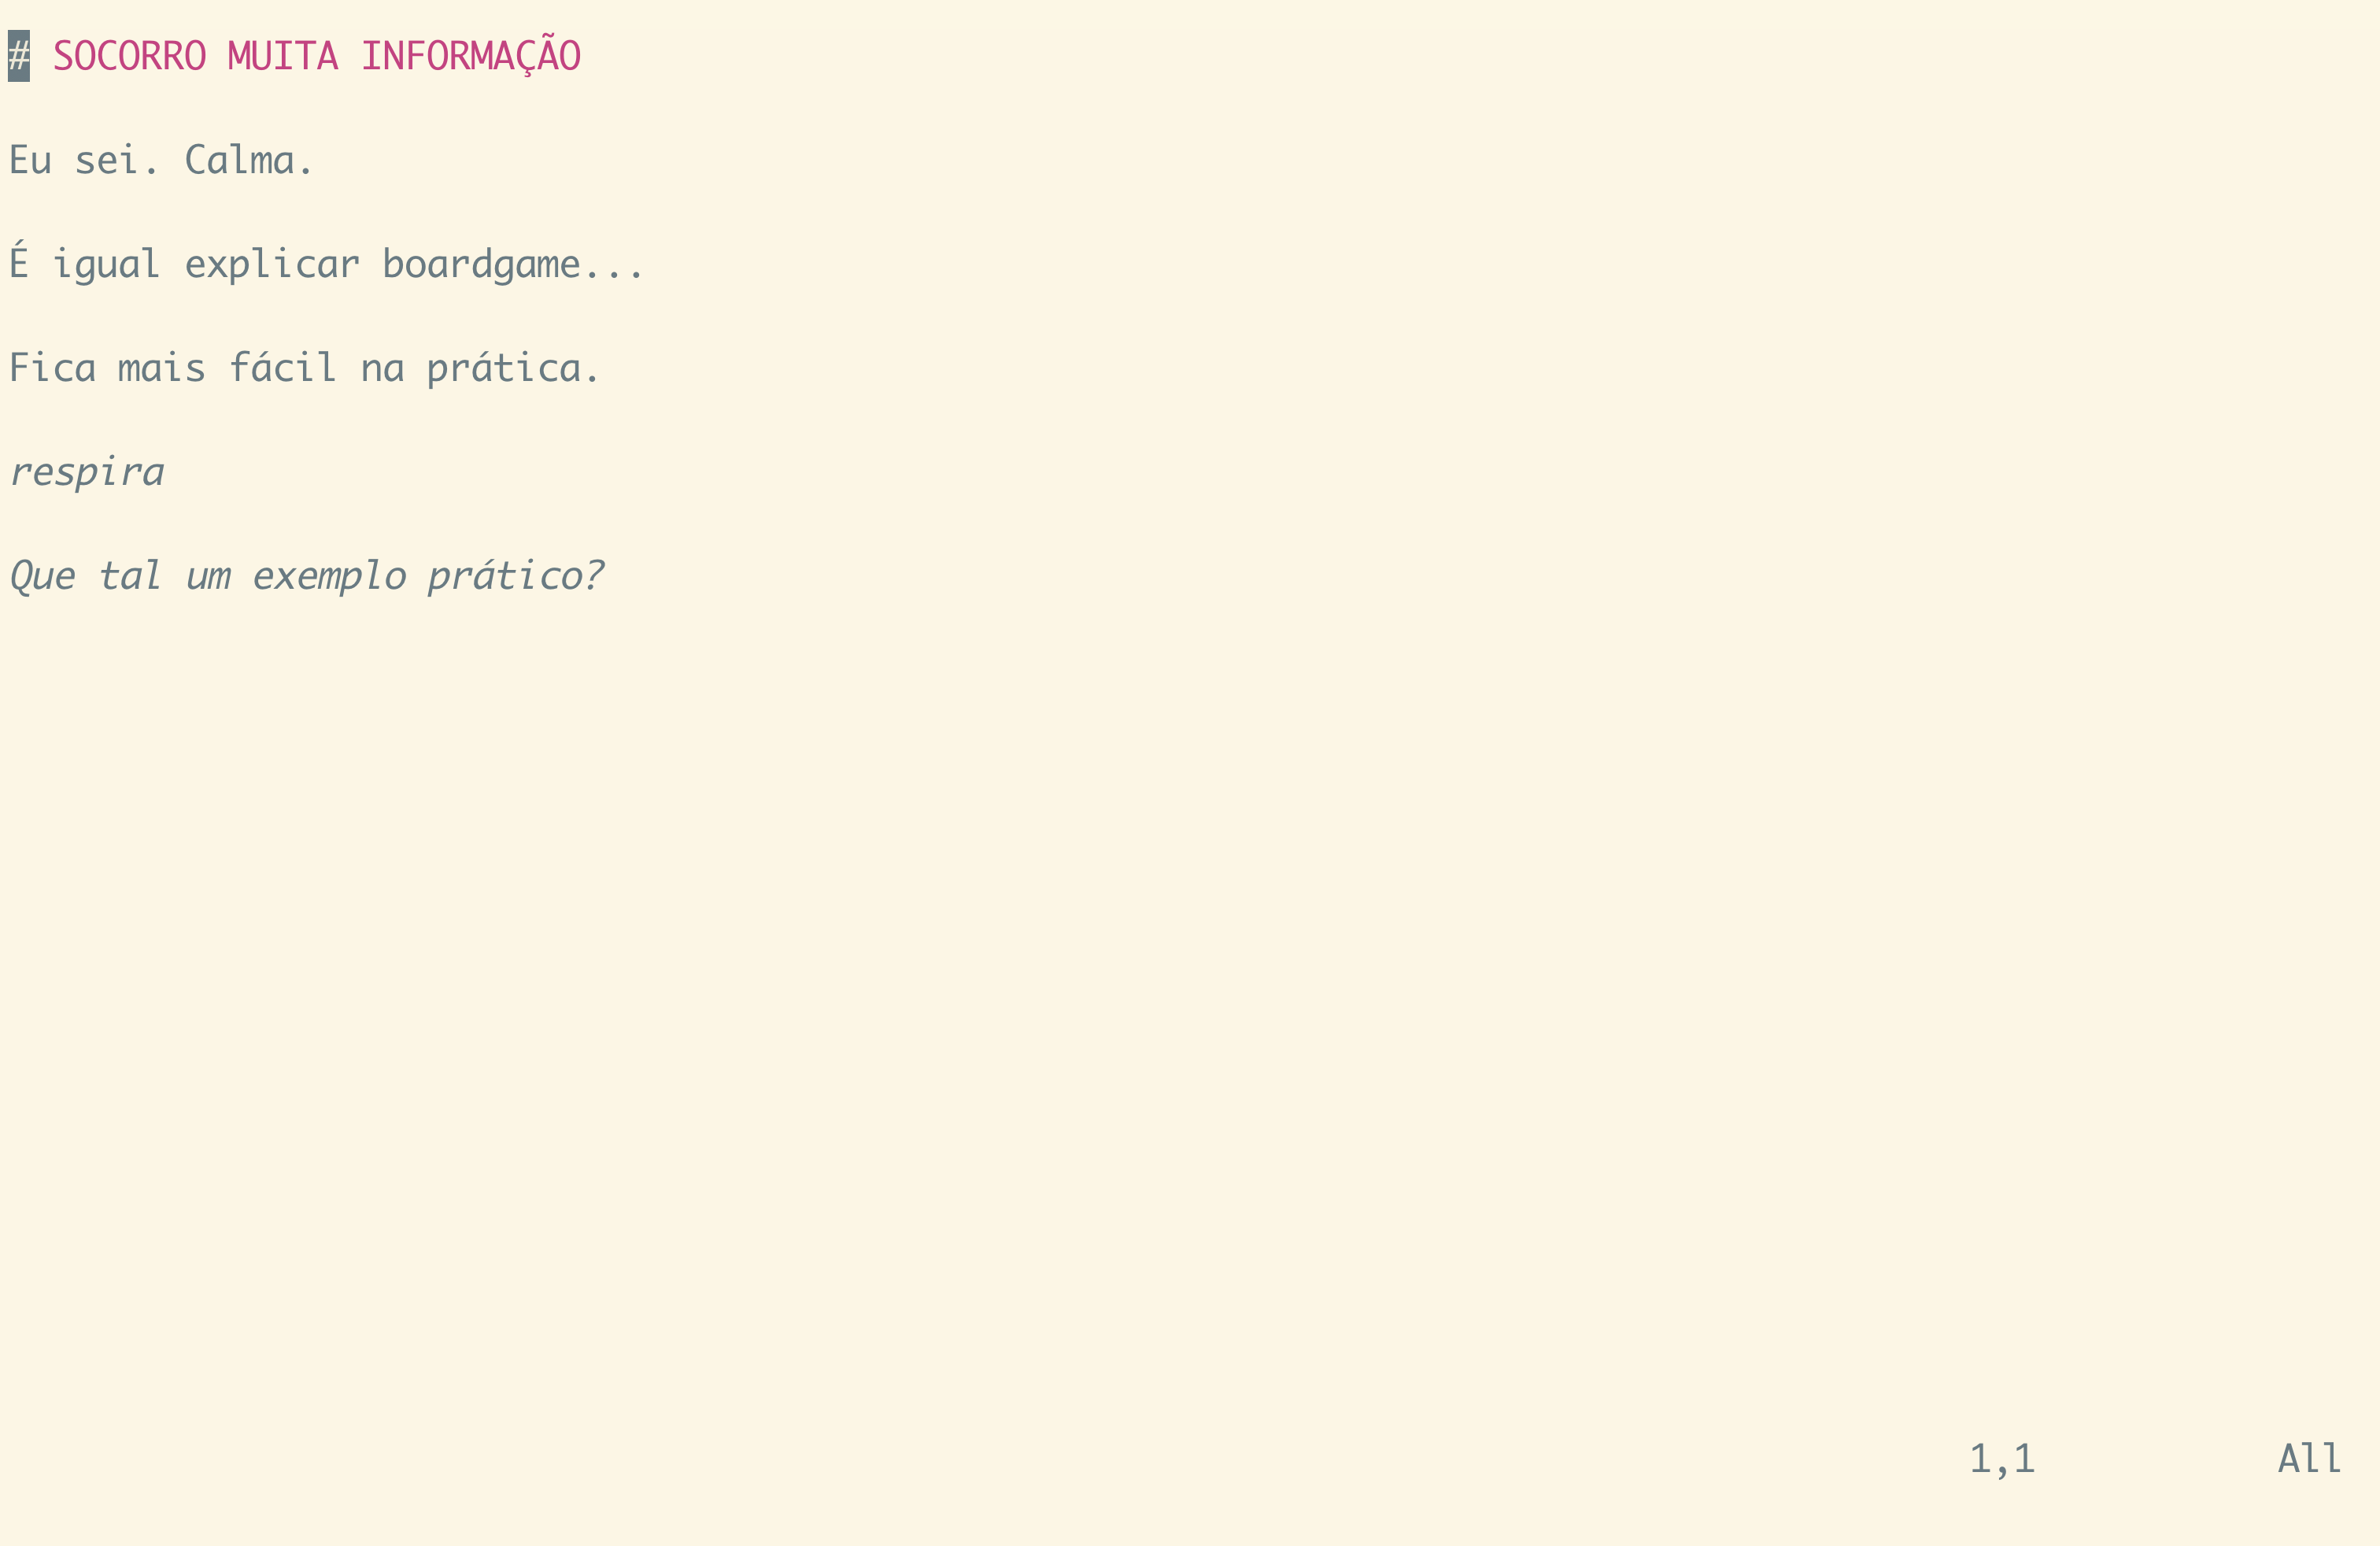 # SOCORRO MUITA INFORMAÇÃO
Eu sei. Calma.
É igual explicar boardgame...
Fica mais fácil na prática.
respira
Que tal um exemplo prático?
1,1 All